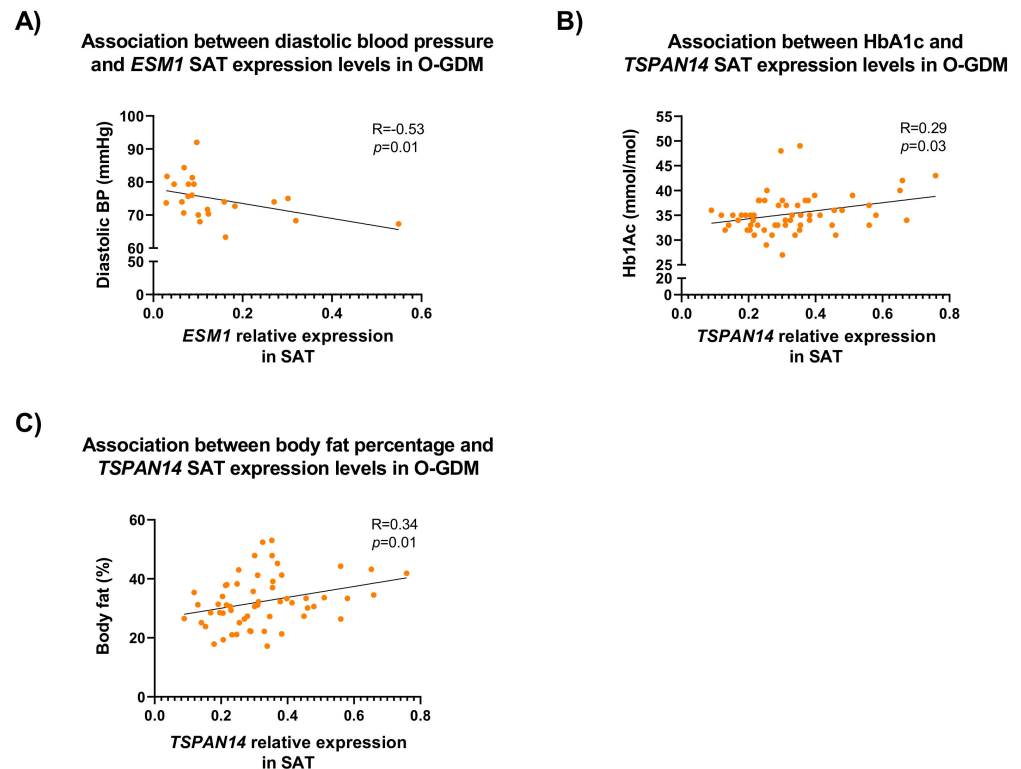 A)
Association between diastolic blood pressure
and ESM1 SAT expression levels in O-GDM
R=-0.53
p=0.01
Diastolic BP (mmHg)
100
90
80
70
60
50
0
0.0 0.2 0.4 0.6
ESM1 relative expression
in SAT
B)
Association between HbA1c and
TSPAN14 SAT expression levels in O-GDM
R=0.29
p=0.03
Hb1Ac (mmol/mol)
55
50
45
40
35
30
25
20
0
0.0 0.2 0.4 0.6 0.8
TSPAN14 relative expression
in SAT
C)
Association between body fat percentage and
TSPAN14 SAT expression levels in O-GDM
R=0.34
p=0.01
Body fat (%)
60
40
20
0
0.0 0.2 0.4 0.6 0.8
TSPAN14 relative expression
in SAT